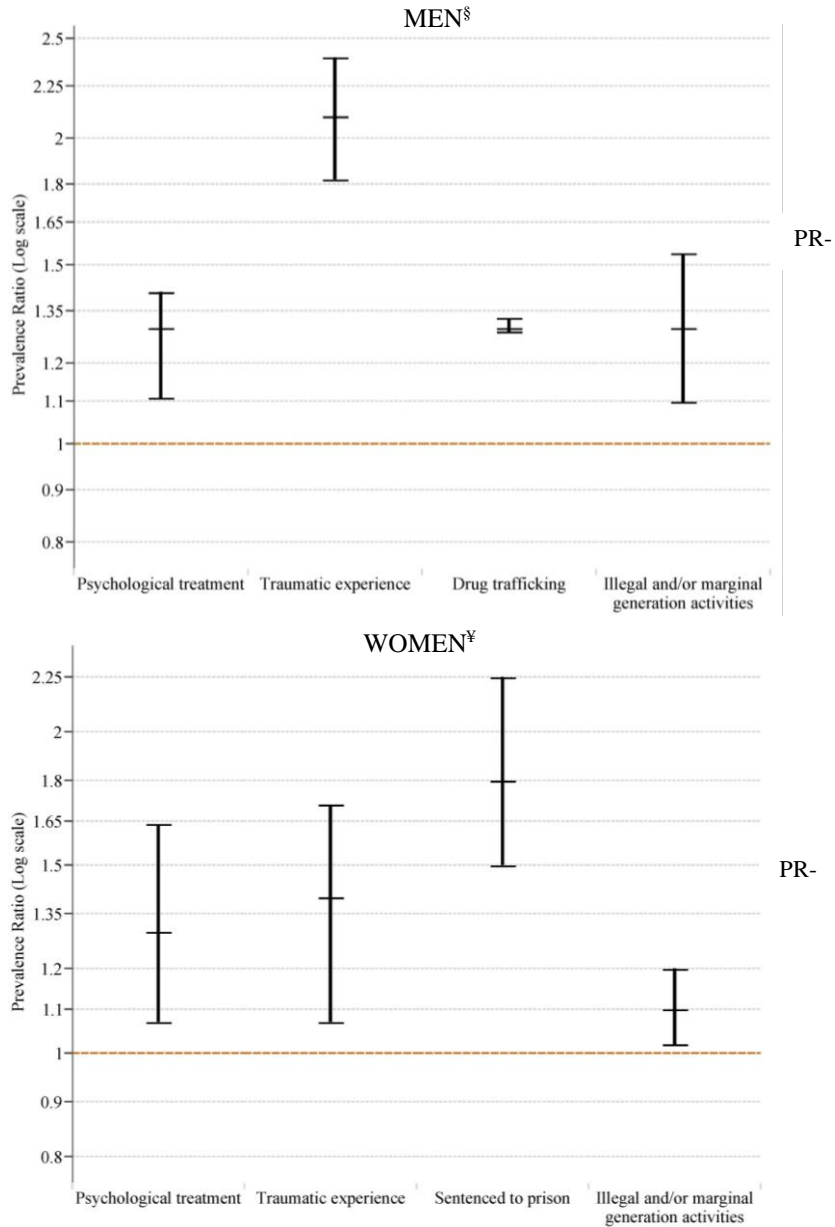 MEN§
Prevalence Ratio (Log scale)
2.5
2.25
2
1.8
1.65
1.5
1.35
1.2
1.1
1
0.9
0.8
PR-
Psychological treatment
Traumatic experience
Drug trafficking
Illegal and/or marginal
generation activities
WOMEN¥
Prevalence Ratio (Log scale)
2.25
2
1.8
1.65
1.5
1.35
1.2
1.1
1
0.9
0.8
PR-
Psychological treatment
Traumatic experience
Sentenced to prison
Illegal and/or marginal
generation activities